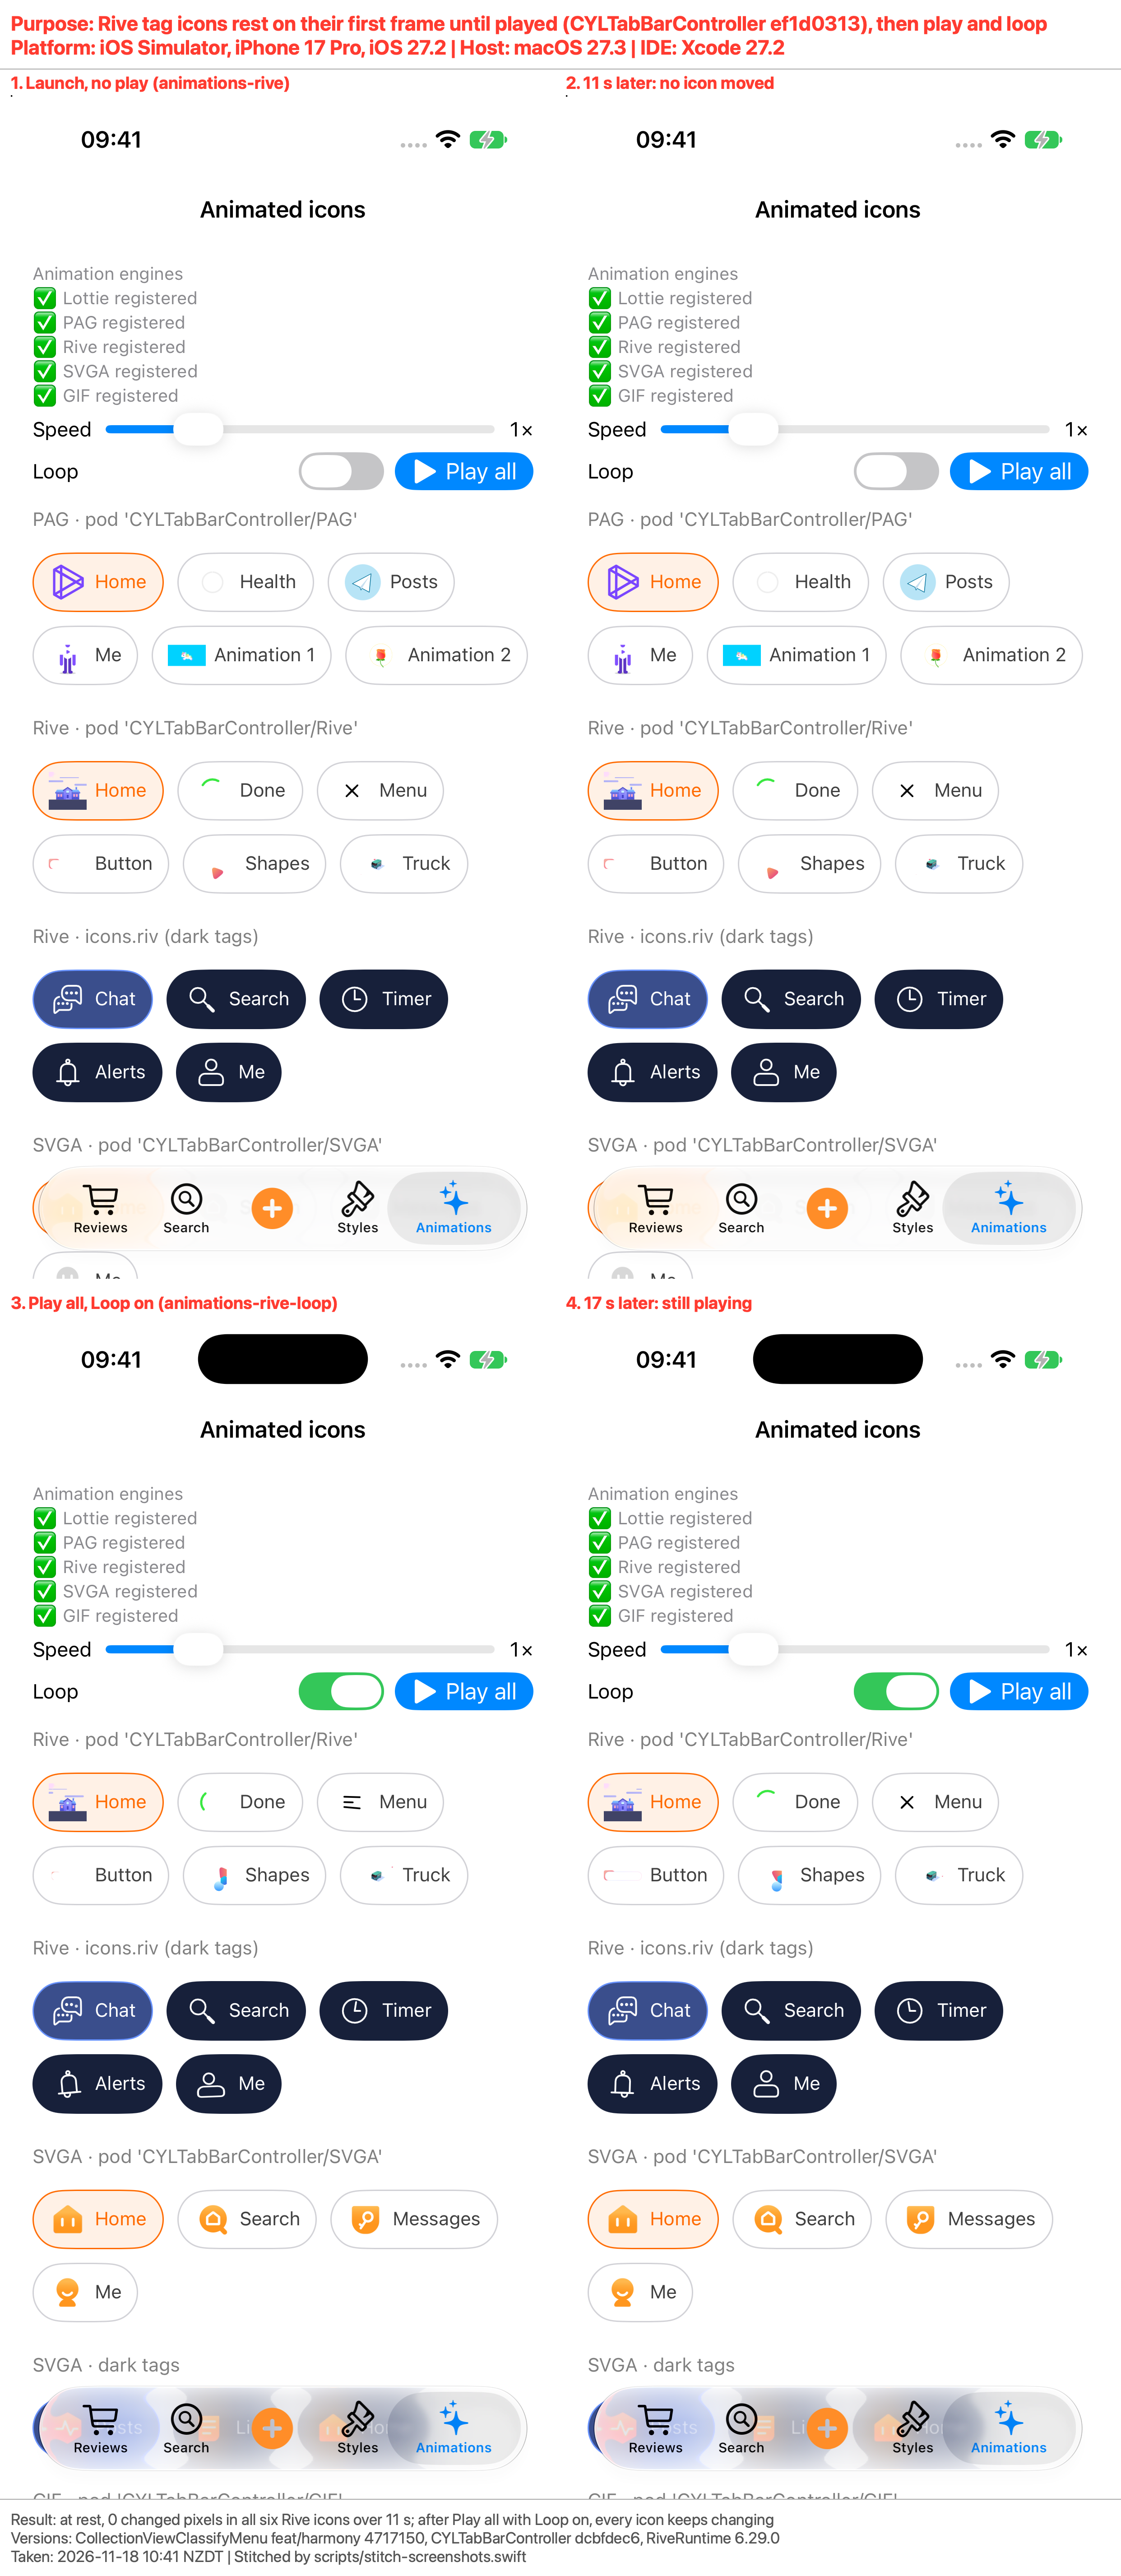 Purpose: Rive tag icons rest on their first frame until played (CYLTabBarController ef1d0313), then play and loop
Platform: iOS Simulator, iPhone 17 Pro, iOS 27.2 | Host: macOS 27.3 | IDE: Xcode 27.2
1. Launch, no play (animations-rive)
09:41
Animated icons
Animation engines
✅ Lottie registered
✅ PAG registered
✅ Rive registered
✅ SVGA registered
✅ GIF registered
Speed 1×
Loop Play all
PAG · pod 'CYLTabBarController/PAG'
Home Health Posts
Me Animation 1 Animation 2
Rive · pod 'CYLTabBarController/Rive'
Home Done Menu
Button Shapes Truck
Rive · icons.riv (dark tags)
Chat Search Timer
Alerts Me
SVGA · pod 'CYLTabBarController/SVGA'
Reviews Search Styles Animations
Me
2. 11 s later: no icon moved
09:41
Animated icons
Animation engines
✅ Lottie registered
✅ PAG registered
✅ Rive registered
✅ SVGA registered
✅ GIF registered
Speed 1×
Loop Play all
PAG · pod 'CYLTabBarController/PAG'
Home Health Posts
Me Animation 1 Animation 2
Rive · pod 'CYLTabBarController/Rive'
Home Done Menu
Button Shapes Truck
Rive · icons.riv (dark tags)
Chat Search Timer
Alerts Me
SVGA · pod 'CYLTabBarController/SVGA'
Reviews Search Styles Animations
Me
3. Play all, Loop on (animations-rive-loop)
09:41
Animated icons
Animation engines
✅ Lottie registered
✅ PAG registered
✅ Rive registered
✅ SVGA registered
✅ GIF registered
Speed 1×
Loop Play all
Rive · pod 'CYLTabBarController/Rive'
Home Done Menu
Button Shapes Truck
Rive · icons.riv (dark tags)
Chat Search Timer
Alerts Me
SVGA · pod 'CYLTabBarController/SVGA'
Home Search Messages
Me
SVGA · dark tags
Reviews Search Styles Animations
GIF · pod 'CYLTabBarController/GIF'
4. 17 s later: still playing
09:41
Animated icons
Animation engines
✅ Lottie registered
✅ PAG registered
✅ Rive registered
✅ SVGA registered
✅ GIF registered
Speed 1×
Loop Play all
Rive · pod 'CYLTabBarController/Rive'
Home Done Menu
Button Shapes Truck
Rive · icons.riv (dark tags)
Chat Search Timer
Alerts Me
SVGA · pod 'CYLTabBarController/SVGA'
Home Search Messages
Me
SVGA · dark tags
Reviews Search Styles Animations
GIF · pod 'CYLTabBarController/GIF'
Result: at rest, 0 changed pixels in all six Rive icons over 11 s; after Play all with Loop on, every icon keeps changing
Versions: CollectionViewClassifyMenu feat/harmony 4717150, CYLTabBarController dcbfdec6, RiveRuntime 6.29.0
Taken: 2026-11-18 10:41 NZDT | Stitched by scripts/stitch-screenshots.swift